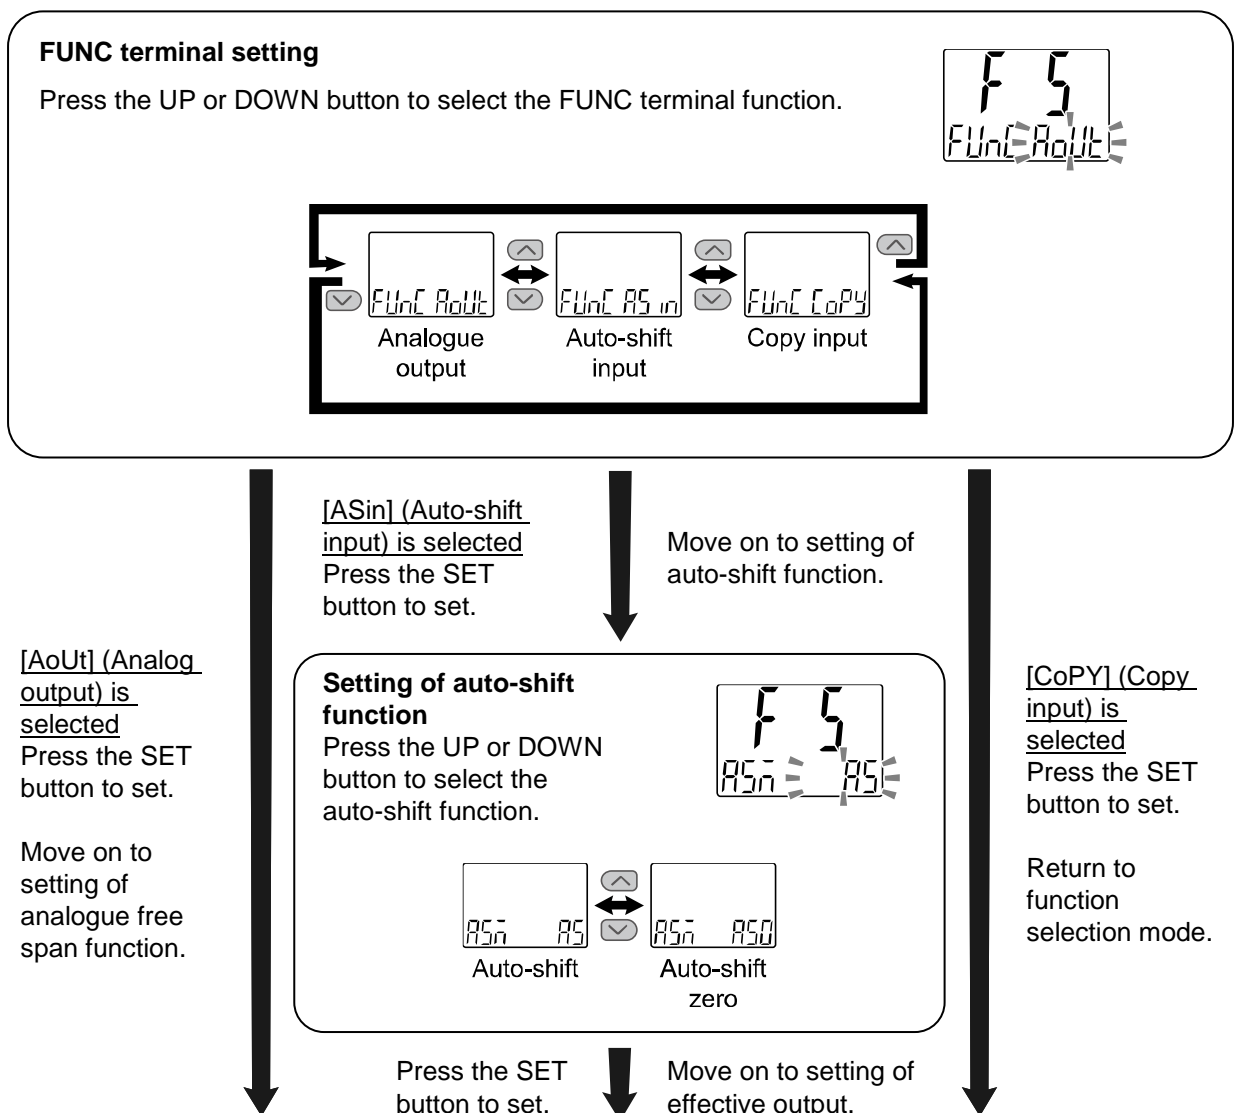 FUNC terminal setting
Press the UP or DOWN button to select the FUNC terminal function.
F 5
FUnC AoUt
FUnC AoUt
FUnC AS in
FUnC CoPY
Analogue
output
Auto-shift
input
Copy input
[ASin] (Auto-shift
input) is selected
Press the SET
button to set.
Move on to setting of
auto-shift function.
[AoUt] (Analog
output) is
selected
Press the SET
button to set.
Move on to
setting of
analogue free
span function.
Setting of auto-shift
function
Press the UP or DOWN
button to select the
auto-shift function.
F 5
AS
AS
AS0
Auto-shift
Auto-shift
zero
[CoPY] (Copy
input) is
selected
Press the SET
button to set.
Return to
function
selection mode.
Press the SET
button to set.
Move on to setting of
effective output.